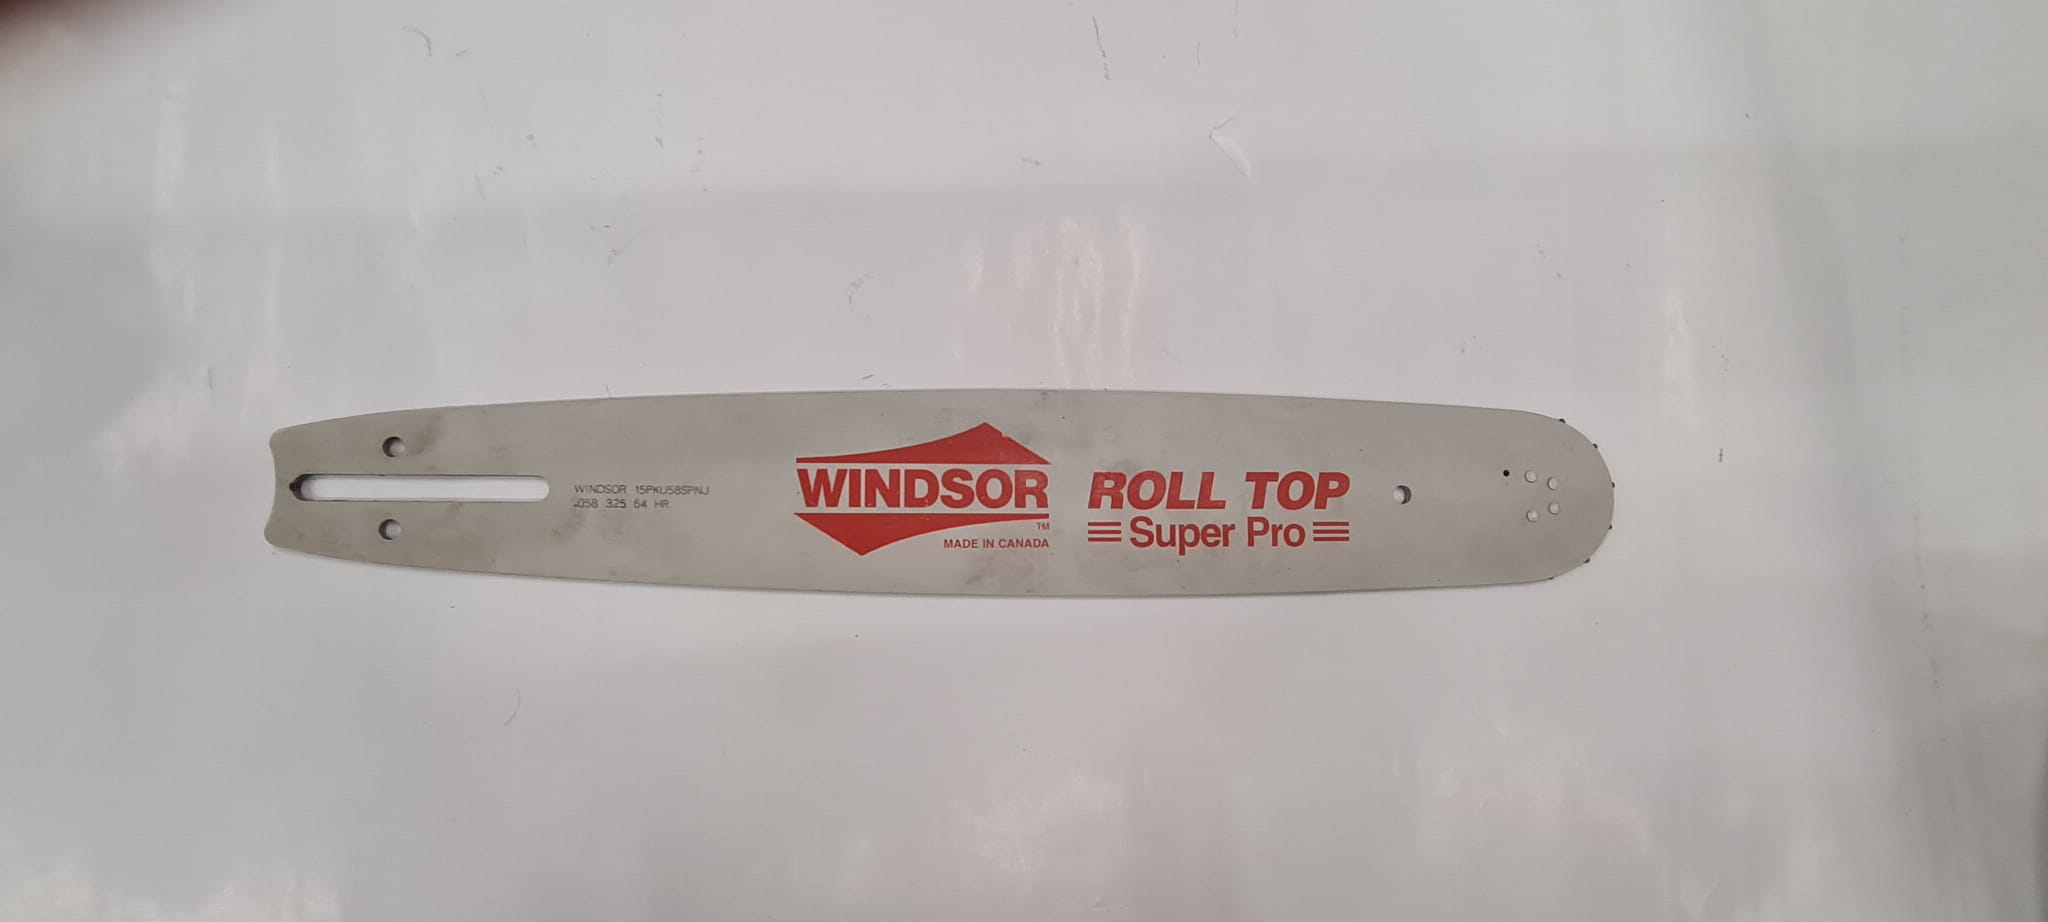 WINDSOR 15PKU58SPNJ
.058 325 64 HR
WINDSOR
TM
MADE IN CANADA
ROLL TOP
Super Pro